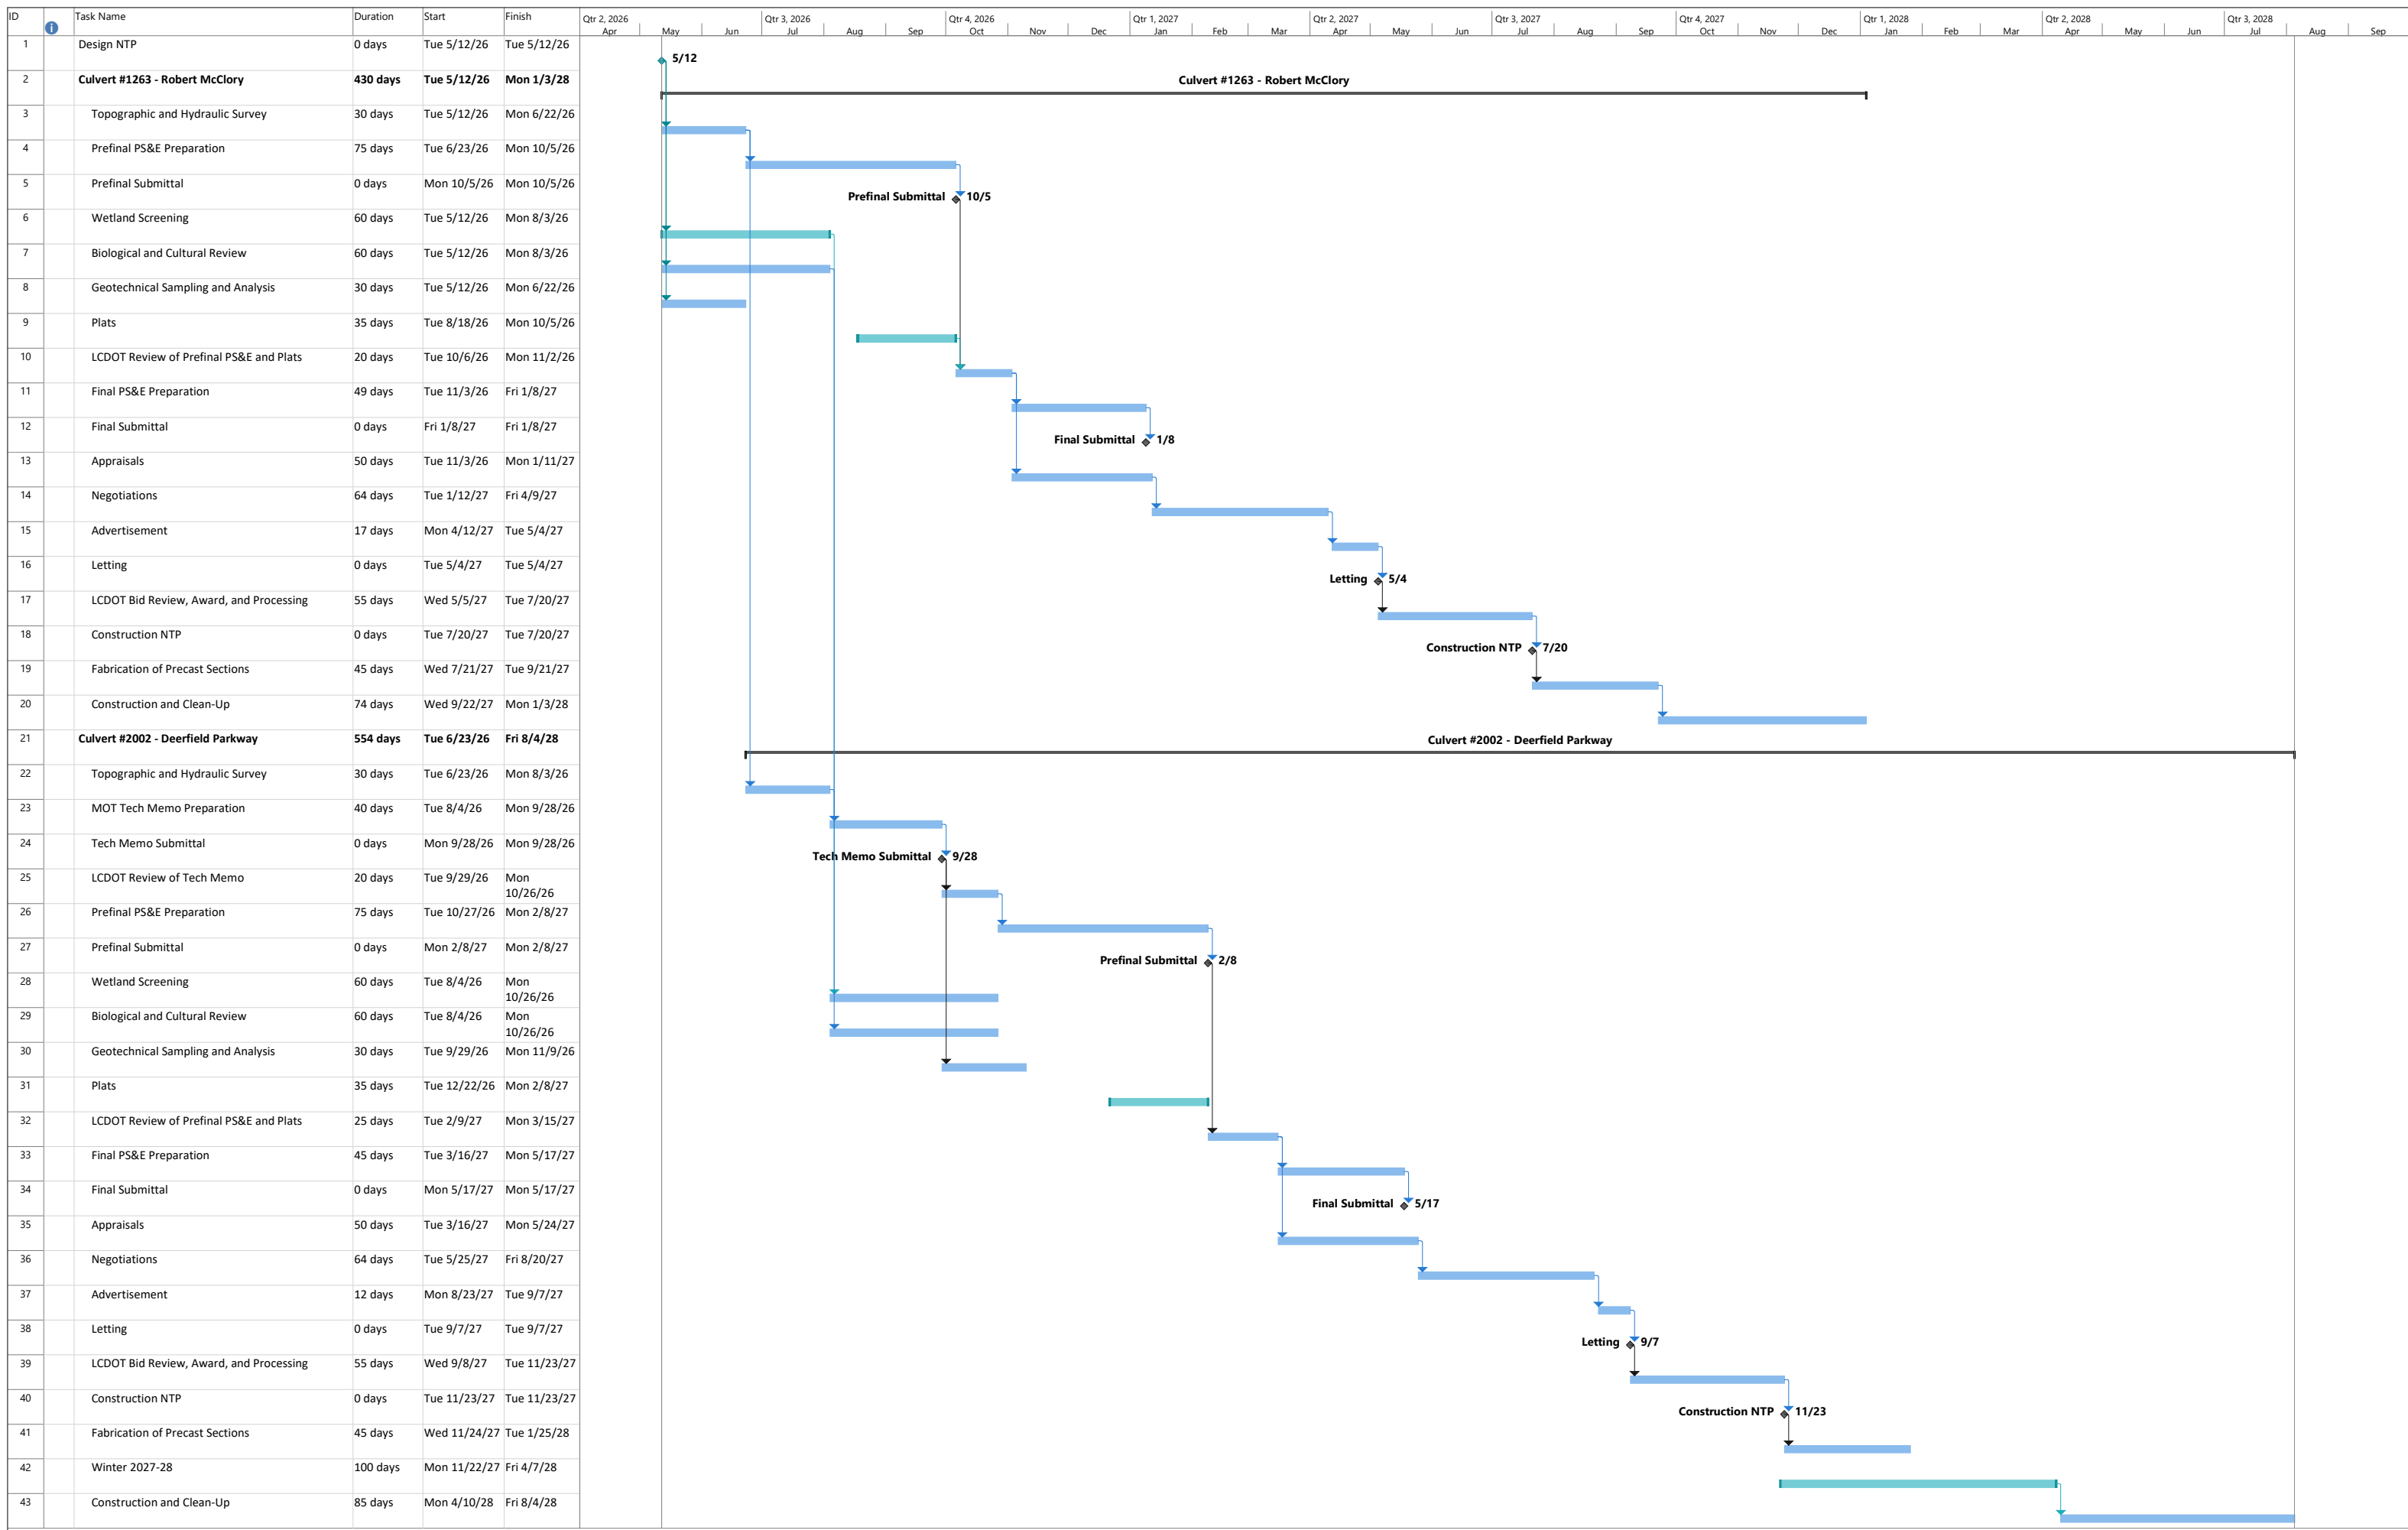 ID Task Name Duration Start Finish Qtr 2, 2026 Qtr 3, 2026 Qtr 4, 2026 Qtr 1, 2027 Qtr 2, 2027 Qtr 3, 2027 Qtr 4, 2027 Qtr 1, 2028 Qtr 2, 2028 Qtr 3, 2028
i Apr May Jun Jul Aug Sep Oct Nov Dec Jan Feb Mar Apr May Jun Jul Aug Sep Oct Nov Dec Jan Feb Mar Apr May Jun Jul Aug Sep
1 Design NTP 0 days Tue 5/12/26 Tue 5/12/26
5/12
2 Culvert #1263 - Robert McClory 430 days Tue 5/12/26 Mon 1/3/28 Culvert #1263 - Robert McClory
3 Topographic and Hydraulic Survey 30 days Tue 5/12/26 Mon 6/22/26
4 Prefinal PS&E Preparation 75 days Tue 6/23/26 Mon 10/5/26
5 Prefinal Submittal 0 days Mon 10/5/26 Mon 10/5/26
Prefinal Submittal 10/5
6 Wetland Screening 60 days Tue 5/12/26 Mon 8/3/26
7 Biological and Cultural Review 60 days Tue 5/12/26 Mon 8/3/26
8 Geotechnical Sampling and Analysis 30 days Tue 5/12/26 Mon 6/22/26
9 Plats 35 days Tue 8/18/26 Mon 10/5/26
10 LCDOT Review of Prefinal PS&E and Plats 20 days Tue 10/6/26 Mon 11/2/26
11 Final PS&E Preparation 49 days Tue 11/3/26 Fri 1/8/27
12 Final Submittal 0 days Fri 1/8/27 Fri 1/8/27
Final Submittal 1/8
13 Appraisals 50 days Tue 11/3/26 Mon 1/11/27
14 Negotiations 64 days Tue 1/12/27 Fri 4/9/27
15 Advertisement 17 days Mon 4/12/27 Tue 5/4/27
16 Letting 0 days Tue 5/4/27 Tue 5/4/27
Letting 5/4
17 LCDOT Bid Review, Award, and Processing 55 days Wed 5/5/27 Tue 7/20/27
18 Construction NTP 0 days Tue 7/20/27 Tue 7/20/27
Construction NTP 7/20
19 Fabrication of Precast Sections 45 days Wed 7/21/27 Tue 9/21/27
20 Construction and Clean-Up 74 days Wed 9/22/27 Mon 1/3/28
21 Culvert #2002 - Deerfield Parkway 554 days Tue 6/23/26 Fri 8/4/28 Culvert #2002 - Deerfield Parkway
22 Topographic and Hydraulic Survey 30 days Tue 6/23/26 Mon 8/3/26
23 MOT Tech Memo Preparation 40 days Tue 8/4/26 Mon 9/28/26
24 Tech Memo Submittal 0 days Mon 9/28/26 Mon 9/28/26
Tech Memo Submittal 9/28
25 LCDOT Review of Tech Memo 20 days Tue 9/29/26 Mon
10/26/26
26 Prefinal PS&E Preparation 75 days Tue 10/27/26 Mon 2/8/27
27 Prefinal Submittal 0 days Mon 2/8/27 Mon 2/8/27
Prefinal Submittal 2/8
28 Wetland Screening 60 days Tue 8/4/26 Mon
10/26/26
29 Biological and Cultural Review 60 days Tue 8/4/26 Mon
10/26/26
30 Geotechnical Sampling and Analysis 30 days Tue 9/29/26 Mon 11/9/26
31 Plats 35 days Tue 12/22/26 Mon 2/8/27
32 LCDOT Review of Prefinal PS&E and Plats 25 days Tue 2/9/27 Mon 3/15/27
33 Final PS&E Preparation 45 days Tue 3/16/27 Mon 5/17/27
34 Final Submittal 0 days Mon 5/17/27 Mon 5/17/27
Final Submittal 5/17
35 Appraisals 50 days Tue 3/16/27 Mon 5/24/27
36 Negotiations 64 days Tue 5/25/27 Fri 8/20/27
37 Advertisement 12 days Mon 8/23/27 Tue 9/7/27
38 Letting 0 days Tue 9/7/27 Tue 9/7/27
Letting 9/7
39 LCDOT Bid Review, Award, and Processing 55 days Wed 9/8/27 Tue 11/23/27
40 Construction NTP 0 days Tue 11/23/27 Tue 11/23/27
Construction NTP 11/23
41 Fabrication of Precast Sections 45 days Wed 11/24/27 Tue 1/25/28
42 Winter 2027-28 100 days Mon 11/22/27 Fri 4/7/28
43 Construction and Clean-Up 85 days Mon 4/10/28 Fri 8/4/28